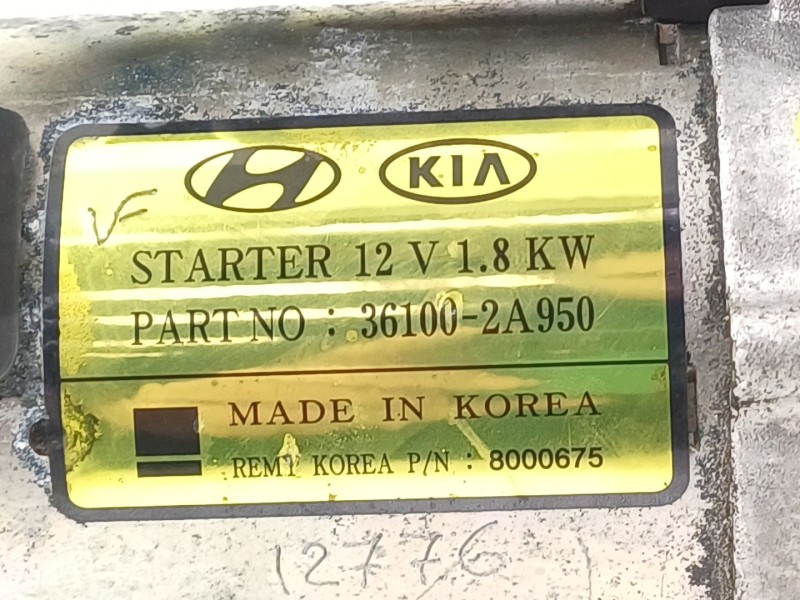 KIA
VF
STARTER 12 V 1.8 KW
PART NO : 36100-2A950
MADE IN KOREA
REMY KOREA P/N : 8000675
12776